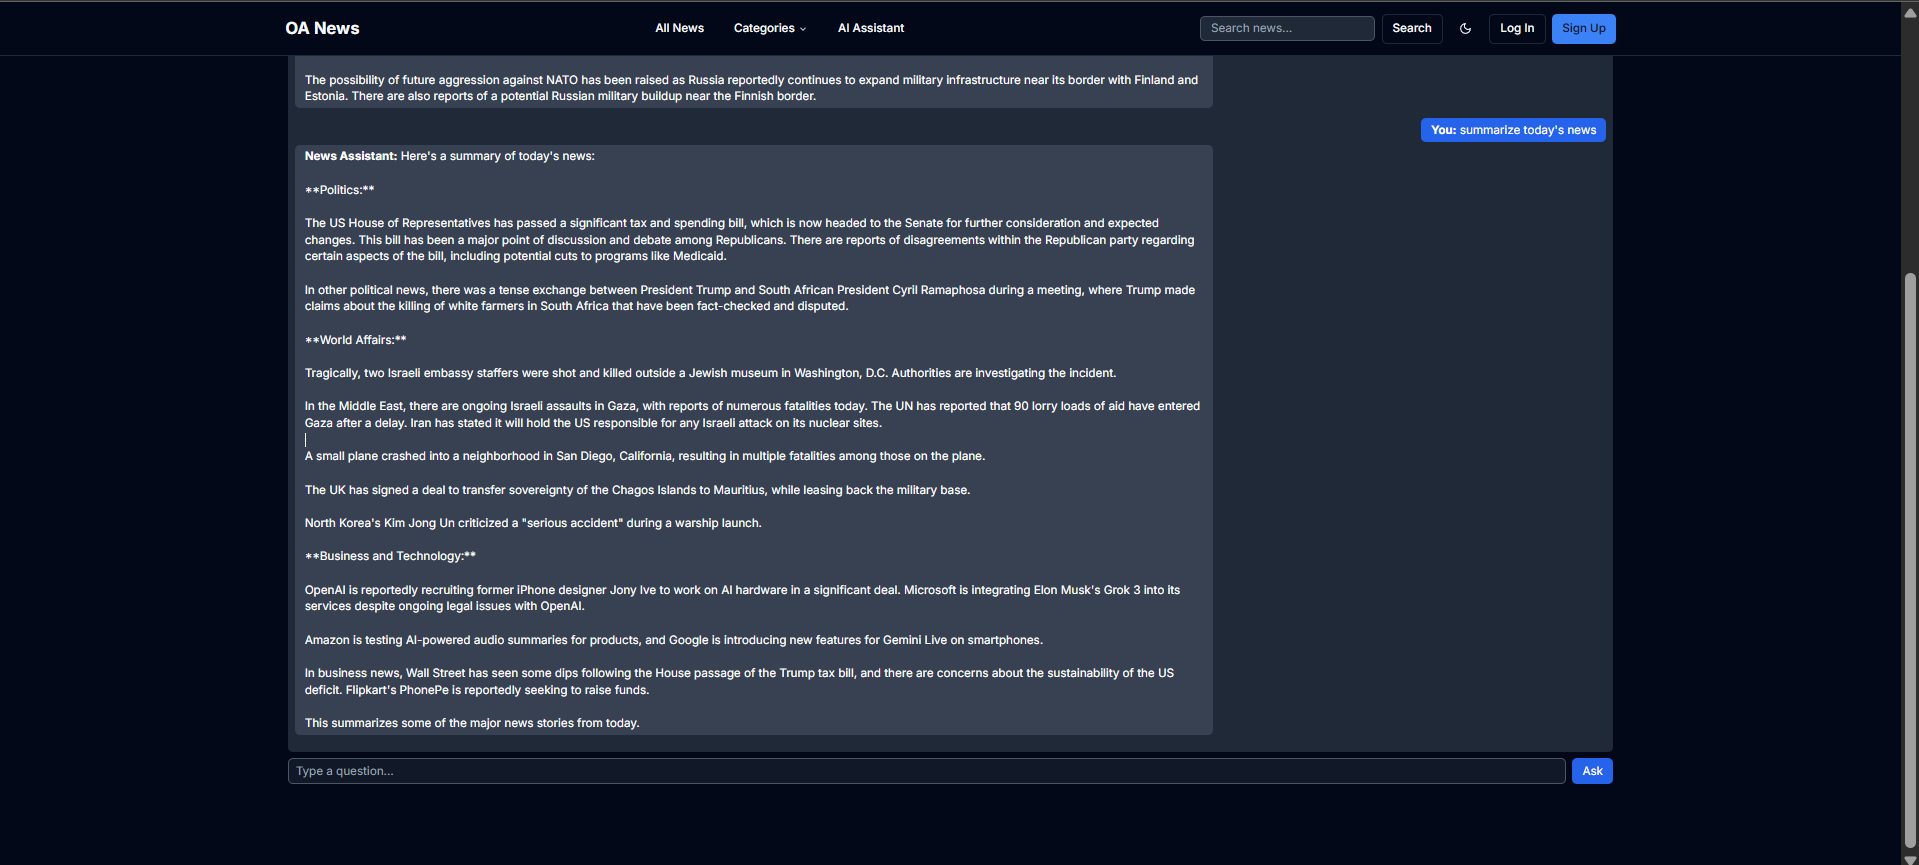 OA News
All News
Categories
AI Assistant
Search news...
Search
Log In
Sign Up
The possibility of future aggression against NATO has been raised as Russia reportedly continues to expand military infrastructure near its border with Finland and
Estonia. There are also reports of a potential Russian military buildup near the Finnish border.
You: summarize today's news
News Assistant: Here's a summary of today's news:
**Politics:**
The US House of Representatives has passed a significant tax and spending bill, which is now headed to the Senate for further consideration and expected
changes. This bill has been a major point of discussion and debate among Republicans. There are reports of disagreements within the Republican party regarding
certain aspects of the bill, including potential cuts to programs like Medicaid.
In other political news, there was a tense exchange between President Trump and South African President Cyril Ramaphosa during a meeting, where Trump made
claims about the killing of white farmers in South Africa that have been fact-checked and disputed.
**World Affairs:**
Tragically, two Israeli embassy staffers were shot and killed outside a Jewish museum in Washington, D.C. Authorities are investigating the incident.
In the Middle East, there are ongoing Israeli assaults in Gaza, with reports of numerous fatalities today. The UN has reported that 90 lorry loads of aid have entered
Gaza after a delay. Iran has stated it will hold the US responsible for any Israeli attack on its nuclear sites.
A small plane crashed into a neighborhood in San Diego, California, resulting in multiple fatalities among those on the plane.
The UK has signed a deal to transfer sovereignty of the Chagos Islands to Mauritius, while leasing back the military base.
North Korea's Kim Jong Un criticized a "serious accident" during a warship launch.
**Business and Technology:**
OpenAI is reportedly recruiting former iPhone designer Jony Ive to work on AI hardware in a significant deal. Microsoft is integrating Elon Musk's Grok 3 into its
services despite ongoing legal issues with OpenAI.
Amazon is testing AI-powered audio summaries for products, and Google is introducing new features for Gemini Live on smartphones.
In business news, Wall Street has seen some dips following the House passage of the Trump tax bill, and there are concerns about the sustainability of the US
deficit. Flipkart's PhonePe is reportedly seeking to raise funds.
This summarizes some of the major news stories from today.
Type a question...
Ask